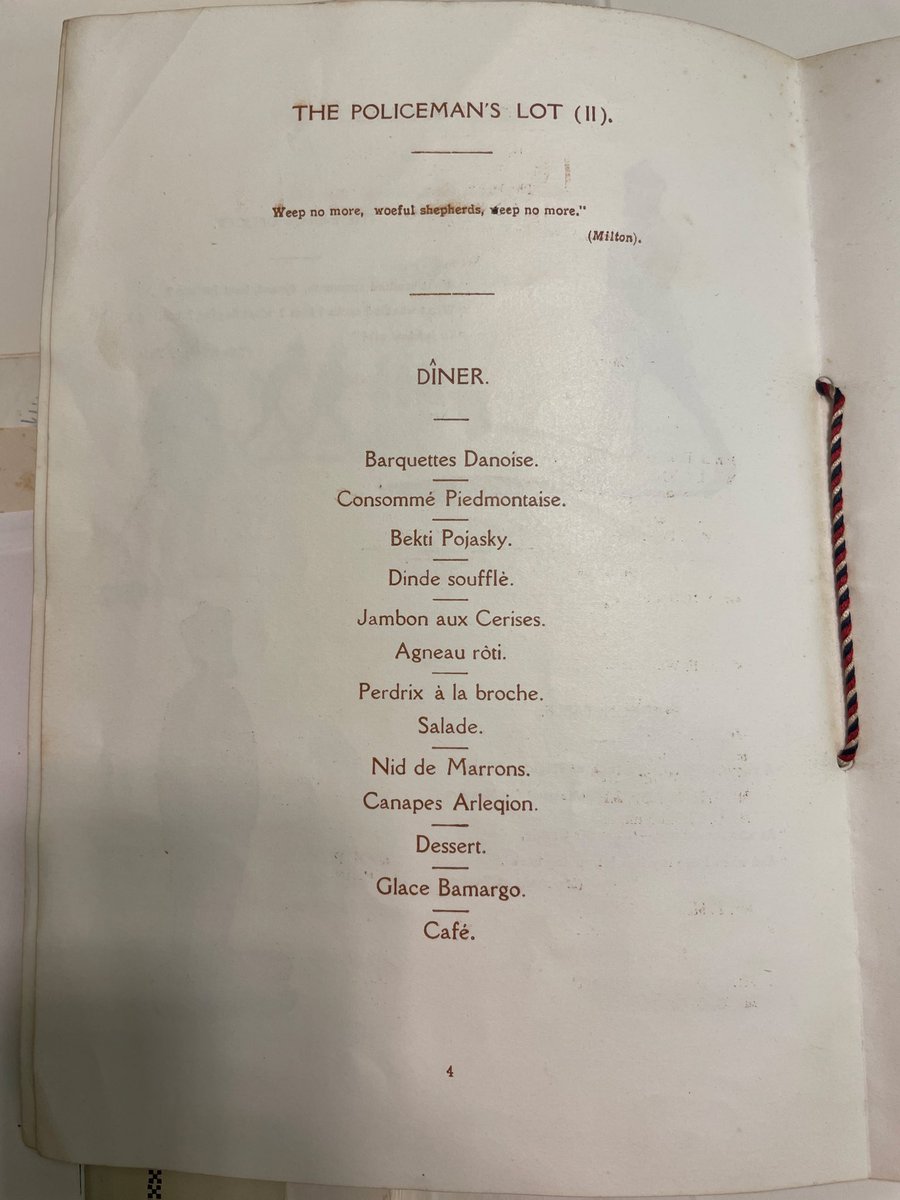 THE POLICEMAN'S LOT (II).
Weep no more, woeful shepherds, weep no more."
(Milton).
DÎNER.
Barquettes Danoise.
Consommé Piedmontaise.
Bekti Pojasky.
Dinde soufflè.
Jambon aux Cerises.
Agneau rôti.
Perdrix à la broche.
Salade.
Nid de Marrons.
Canapes Arleqion.
Dessert.
Glace Bamargo.
Café.
4